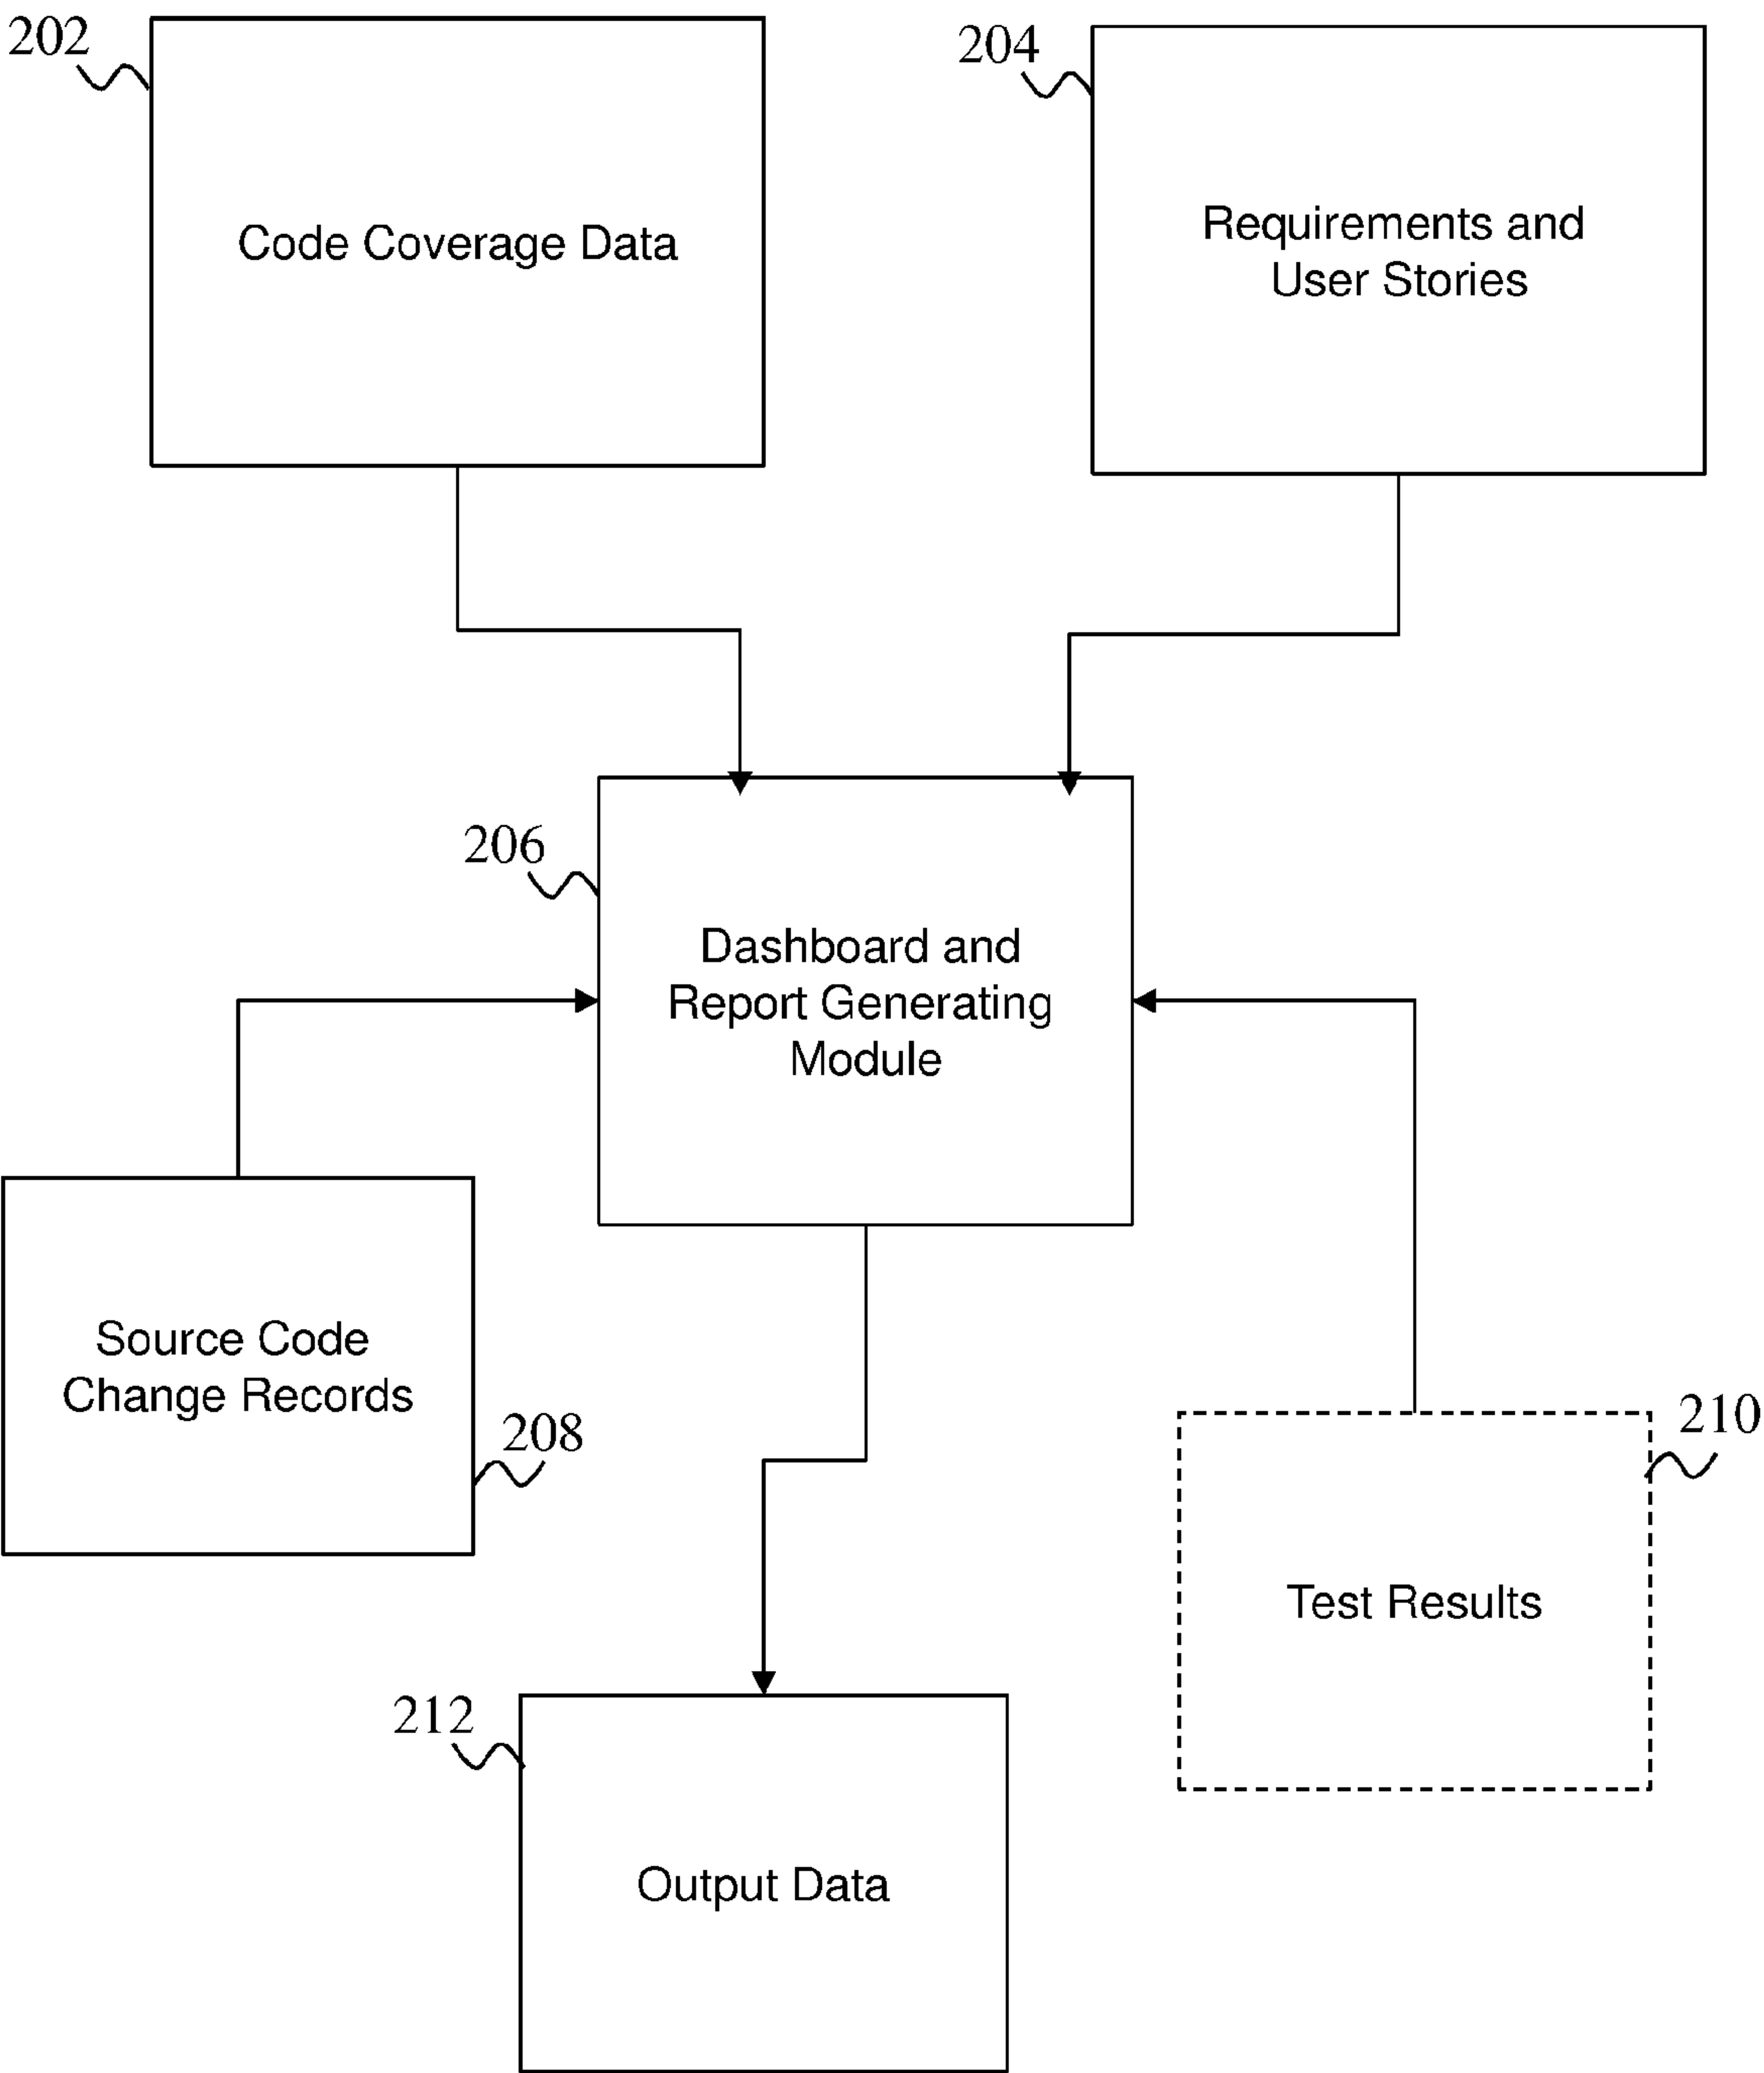 202
Code Coverage Data
204
Requirements and
User Stories
206
Dashboard and
Report Generating
Module
Source Code
Change Records
208
210
Test Results
212
Output Data